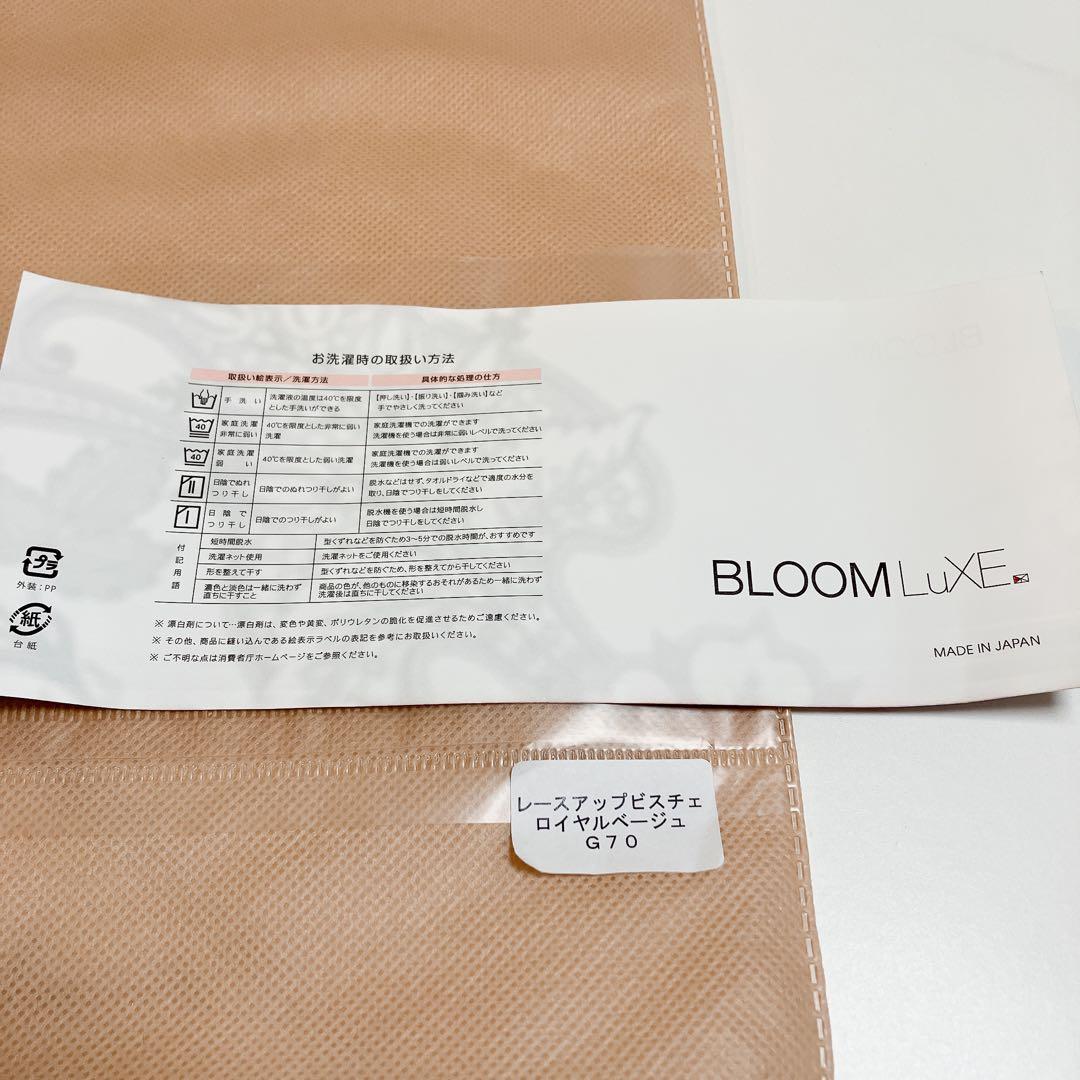 お洗濯時の取扱い方法
取扱い絵表示／洗濯方法 具体的な処理の仕方
手洗い 洗濯液の温度は40℃を限度
とした手洗いができる
【押し洗い】・【振り洗い】・【掴み洗い】など
手でやさしく洗ってください
40 家庭洗濯
非常に弱い
40℃を限度とした非常に弱い
洗濯
家庭洗濯機での洗濯ができます
洗濯機を使う場合は非常に弱いレベルで洗ってください
40 家庭洗濯
弱い
40℃を限度とした弱い洗濯
家庭洗濯機での洗濯ができます
洗濯機を使う場合は弱いレベルで洗ってください
日陰でぬれ
つり干し
日陰でのぬれつり干しがよい
脱水などはせず、タオルドライなどで適度の水分を
取り、日陰でつり干しをしてください
日陰で
つり干し
日陰でのつり干しがよい
脱水機を使う場合は短時間脱水し
日陰でつり干しをしてください
付記用語
短時間脱水 型くずれなどを防ぐため3〜5分での脱水時間が、おすすめです
洗濯ネット使用 洗濯ネットをご使用ください
形を整えて干す 型くずれなどを防ぐため、形を整えてから干してください
濃色と淡色は一緒に洗わず
直ちに干すこと
商品の色が、他のものに移染するおそれがあるため一緒に洗わず
洗濯後は直ちに干してください
※ 漂白剤について…漂白剤は、変色や黄変、ポリウレタンの脆化を促進させるためご遠慮ください。
※ その他、商品に縫い込んである絵表示ラベルの表記を参考にお取扱いください。
※ ご不明な点は消費者庁ホームページをご参照ください。
プラ
外装：PP
紙
台紙
BLOOM LuXE
MADE IN JAPAN
レースアップビスチェ
ロイヤルベージュ
G70